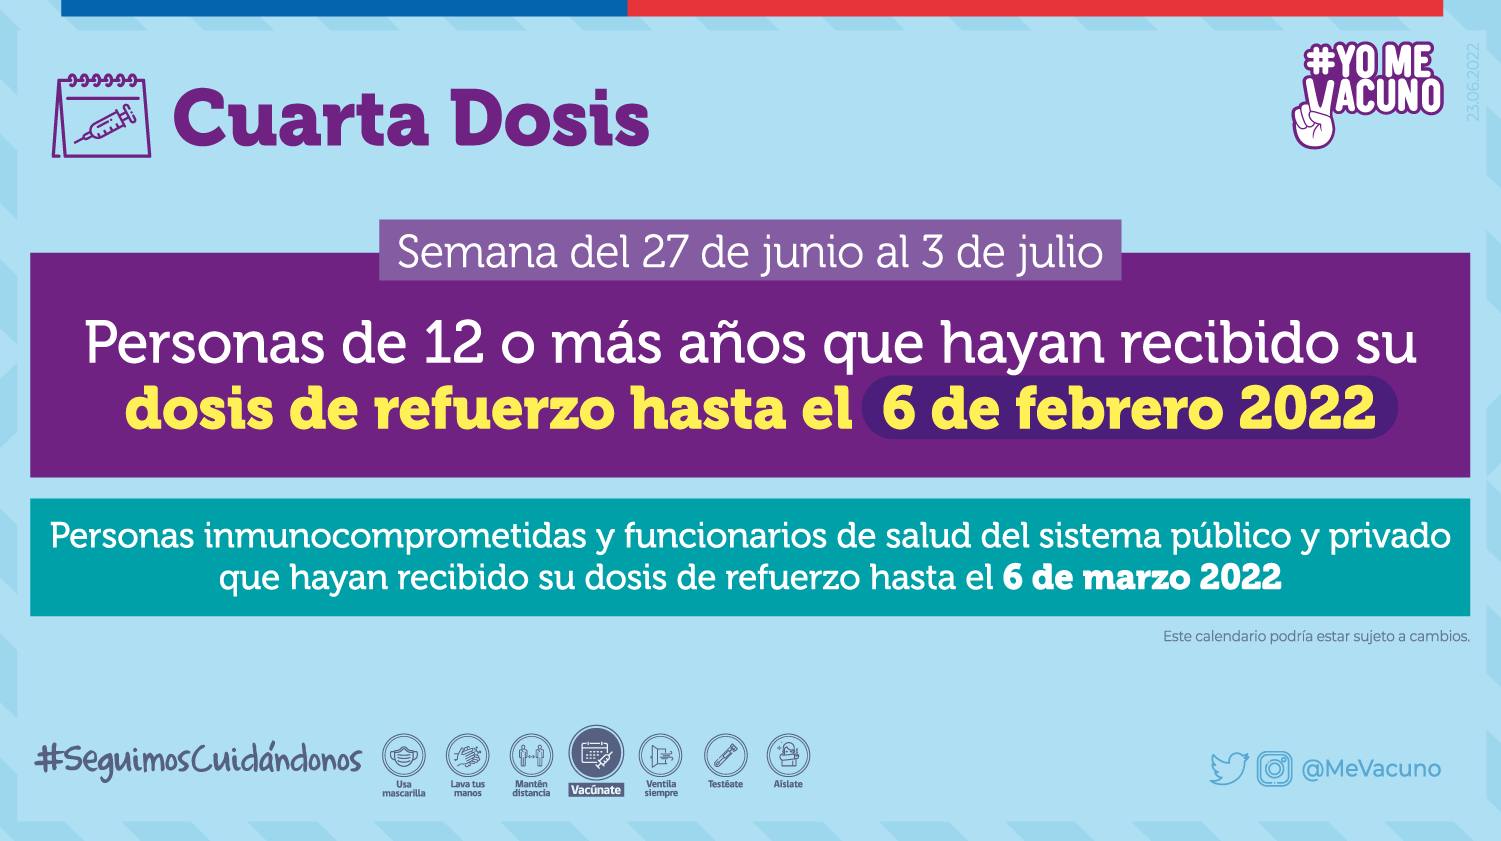 #YO ME
VACUNO
23.06.2022
Cuarta Dosis
Semana del 27 de junio al 3 de julio
Personas de 12 o más años que hayan recibido su
dosis de refuerzo hasta el 6 de febrero 2022
Personas inmunocomprometidas y funcionarios de salud del sistema público y privado
que hayan recibido su dosis de refuerzo hasta el 6 de marzo 2022
Este calendario podría estar sujeto a cambios.
#SeguimosCuidándonos
Usa
mascarilla
Lava tus
manos
Mantén
distancia
Vacúnate
Ventila
siempre
Testéate
Aíslate
@MeVacuno